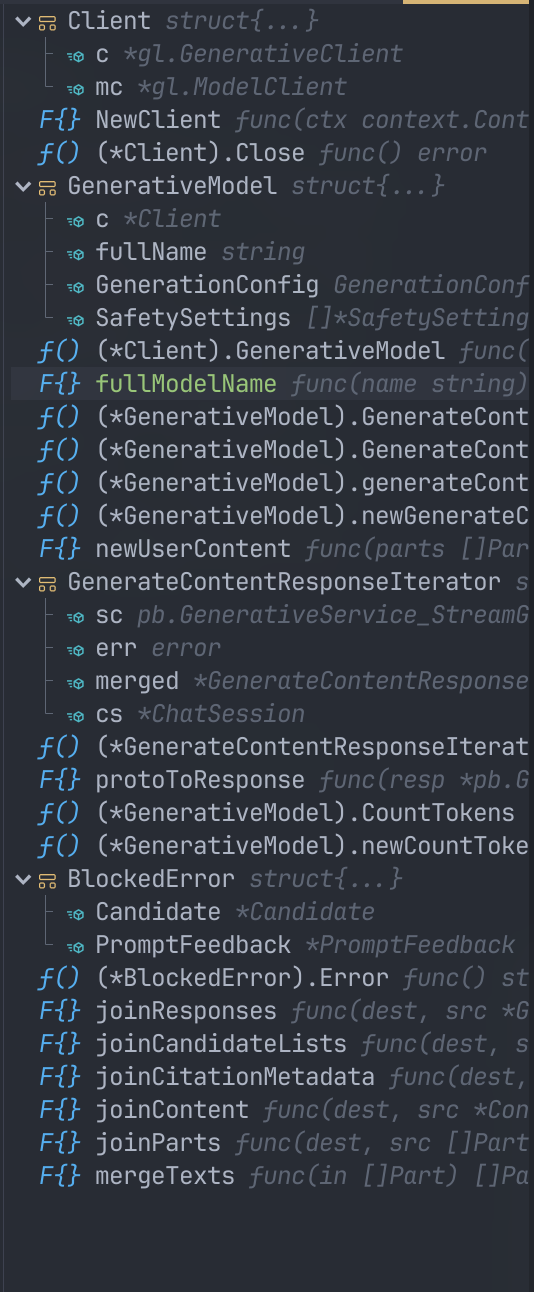 Client struct{...}
c *gl.GenerativeClient
mc *gl.ModelClient
F{} NewClient func(ctx context.Cont
ƒ() (*Client).Close func() error
GenerativeModel struct{...}
c *Client
fullName string
GenerationConfig GenerationConf
SafetySettings []*SafetySetting
ƒ() (*Client).GenerativeModel func(
F{} fullModelName func(name string)
ƒ() (*GenerativeModel).GenerateCont
ƒ() (*GenerativeModel).GenerateCont
ƒ() (*GenerativeModel).generateCont
ƒ() (*GenerativeModel).newGenerateC
F{} newUserContent func(parts []Par
GenerateContentResponseIterator s
sc pb.GenerativeService_StreamG
err error
merged *GenerateContentResponse
cs *ChatSession
ƒ() (*GenerateContentResponseIterat
F{} protoToResponse func(resp *pb.G
ƒ() (*GenerativeModel).CountTokens
ƒ() (*GenerativeModel).newCountToke
BlockedError struct{...}
Candidate *Candidate
PromptFeedback *PromptFeedback
ƒ() (*BlockedError).Error func() st
F{} joinResponses func(dest, src *G
F{} joinCandidateLists func(dest, s
F{} joinCitationMetadata func(dest,
F{} joinContent func(dest, src *Con
F{} joinParts func(dest, src []Part
F{} mergeTexts func(in []Part) []Pa